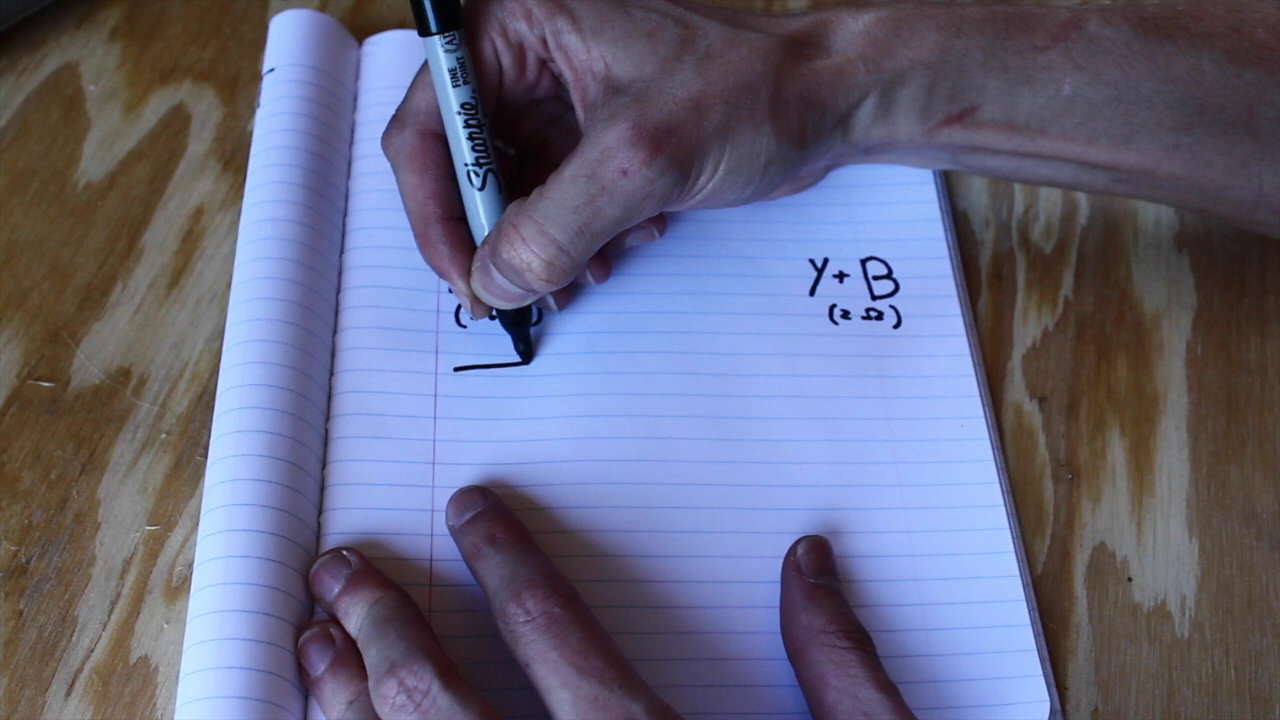 Sharpie
FINE
POINT
Y + B
(2 Ω)